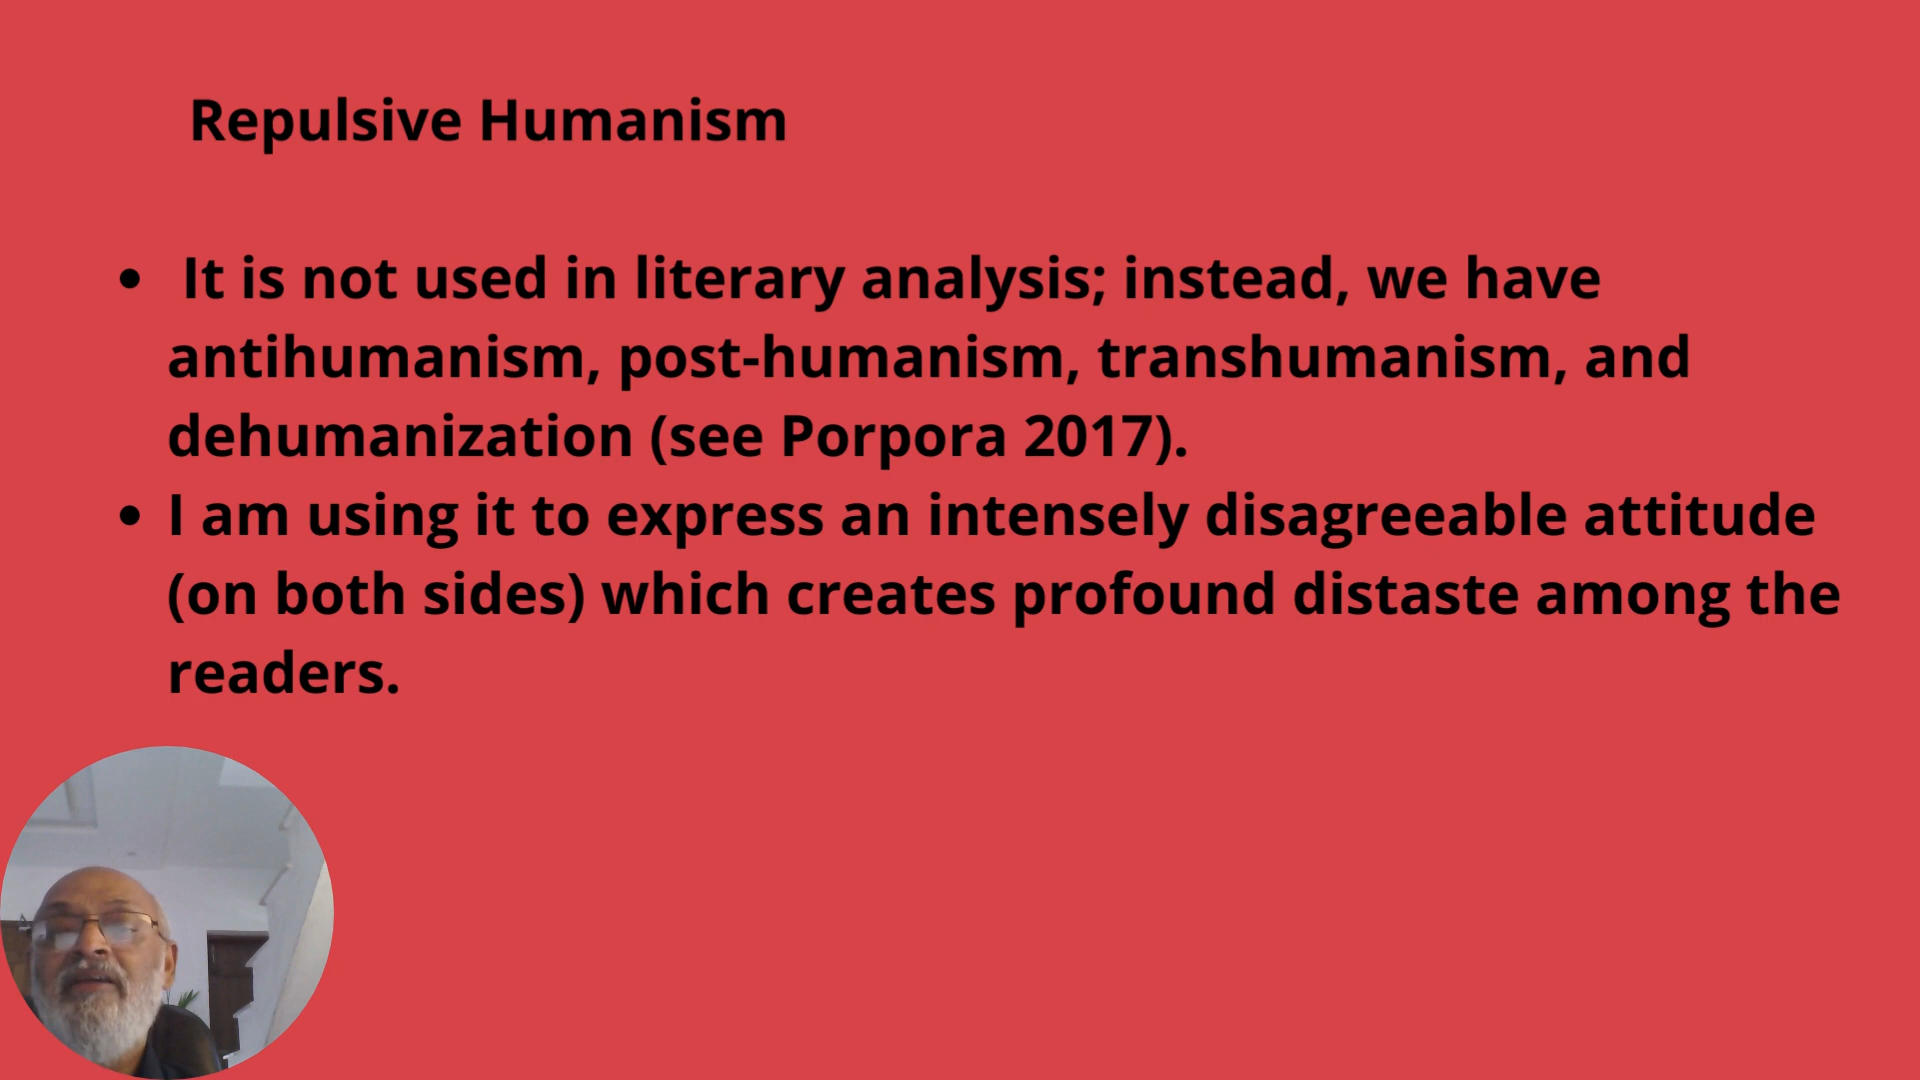 Repulsive Humanism
• It is not used in literary analysis; instead, we have
antihumanism, post-humanism, transhumanism, and
dehumanization (see Porpora 2017).
• I am using it to express an intensely disagreeable attitude
(on both sides) which creates profound distaste among the
readers.